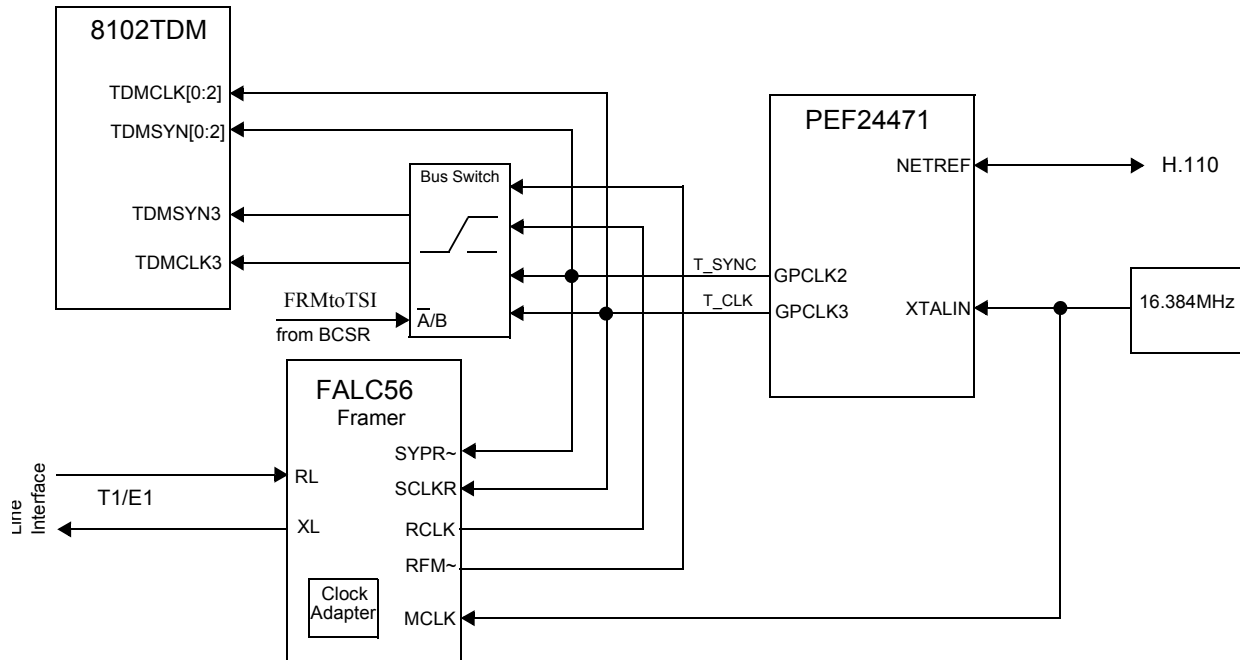 8102TDM
TDMCLK[0:2]
TDMSYN[0:2]
TDMSYN3
TDMCLK3
Bus Switch
FRMtoTSI
from BCSR
A̅/B
PEF24471
NETREF
H.110
T_SYNC
GPCLK2
T_CLK
GPCLK3
XTALIN
16.384MHz
FALC56
Framer
SYPR~
SCLKR
RCLK
RFM~
MCLK
RL
XL
Clock
Adapter
T1/E1
Line
Interface